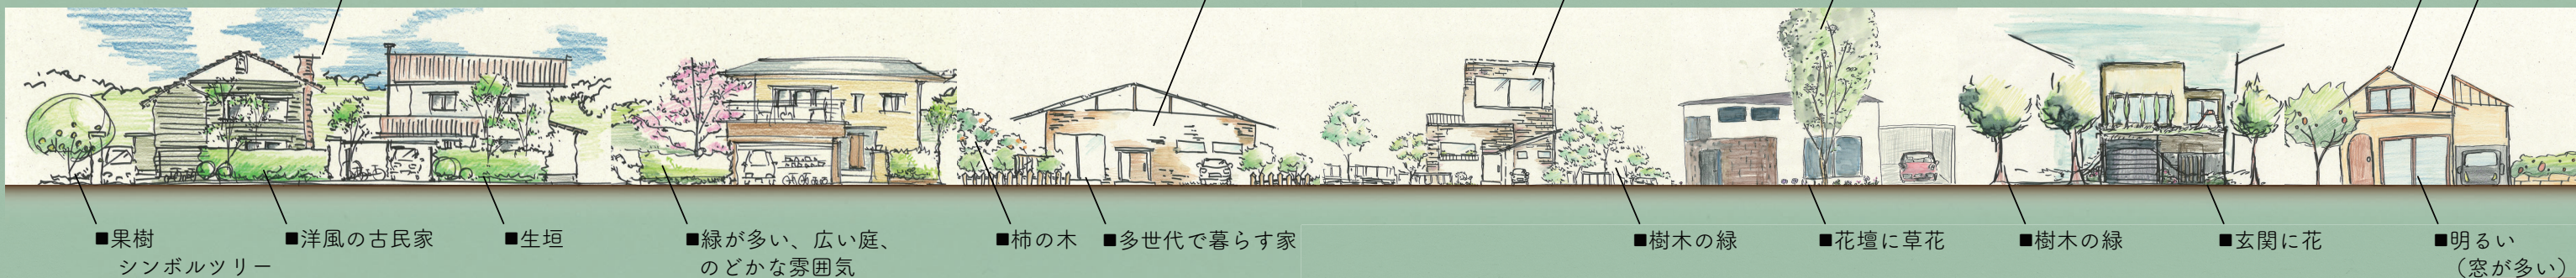 ■果樹
シンボルツリー
■洋風の古民家
■生垣
■緑が多い、広い庭、
のどかな雰囲気
■柿の木
■多世代で暮らす家
■樹木の緑
■花壇に草花
■樹木の緑
■玄関に花
■明るい
（窓が多い）